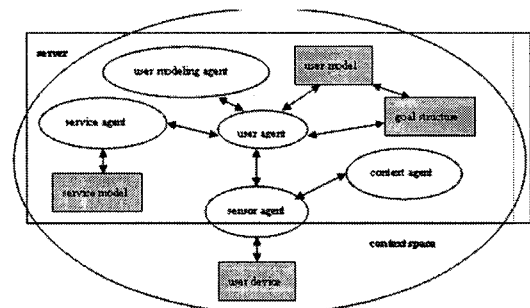 server
user modeling agent
user model
service agent
user agent
goal structure
context agent
service model
sensor agent
context space
user device